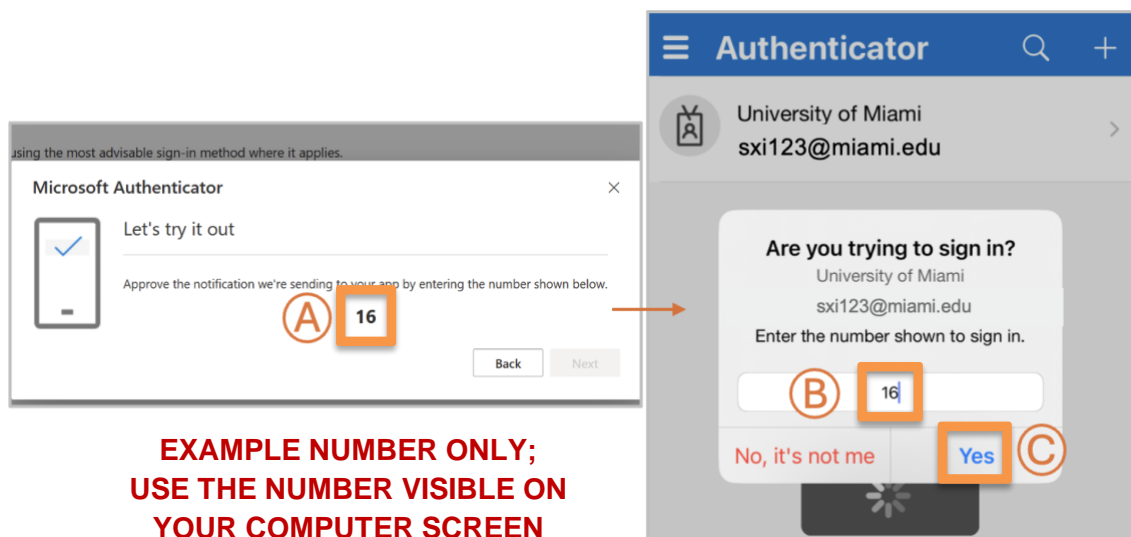 using the most advisable sign-in method where it applies.
Microsoft Authenticator
Let's try it out
Approve the notification we're sending to your app by entering the number shown below.
A
16
Back
Next
EXAMPLE NUMBER ONLY;
USE THE NUMBER VISIBLE ON
YOUR COMPUTER SCREEN
Authenticator
University of Miami
sxi123@miami.edu
Are you trying to sign in?
University of Miami
sxi123@miami.edu
Enter the number shown to sign in.
B
16
No, it's not me
Yes
C